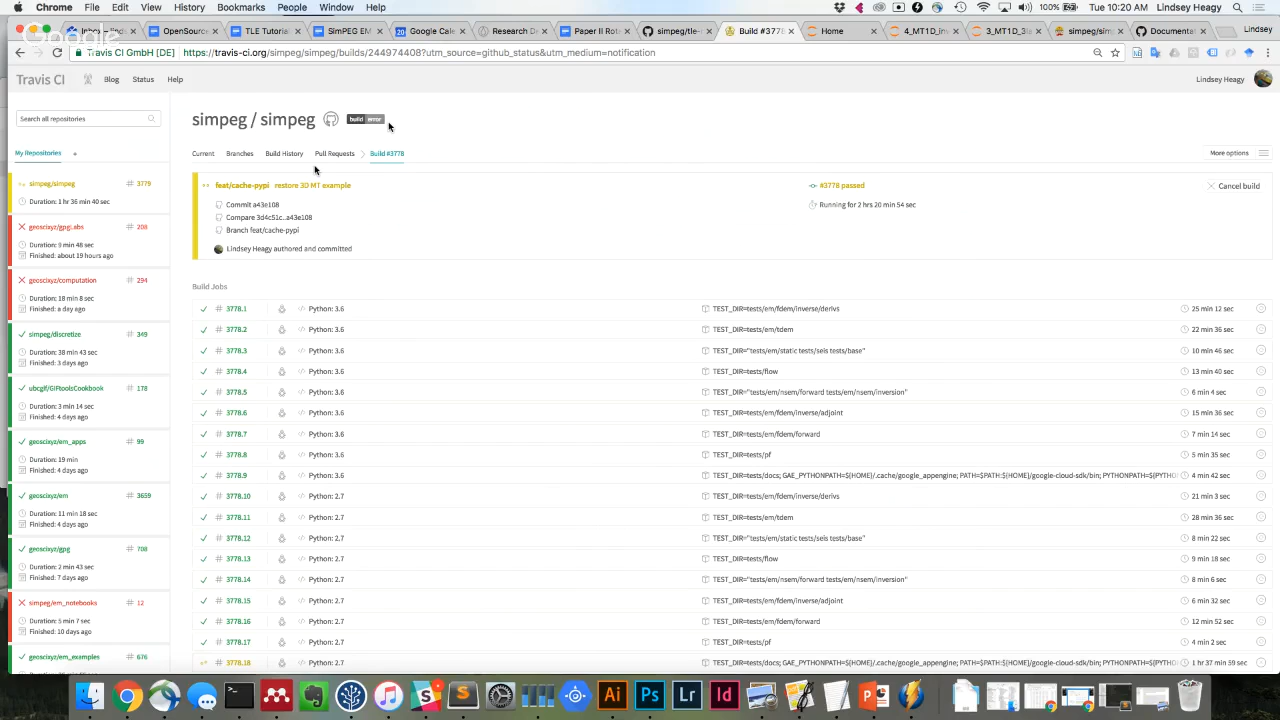 Chrome File Edit View History Bookmarks People Window Help 100% Tue 10:20 AM Lindsey Heagy
OpenSource TLE Tutoria SimPEG EM Google Cale Research Di Paper II Rot simpeg/tle- Build #3778 Home 4_MT1D_inv 3_MT1D_3la simpeg/sim Documental Lindsey
Travis CI GmbH [DE] https://travis-ci.org/simpeg/simpeg/builds/244974408?utm_source=github_status&utm_medium=notification
Travis CI Blog Status Help Lindsey Heagy
Search all repositories
simpeg / simpeg build error
My Repositories +
Current Branches Build History Pull Requests Build #3778 More options
simpeg/simpeg # 3779
Duration: 1 hr 36 min 40 sec
geoscixyz/gpgLabs # 208
Duration: 9 min 48 sec
Finished: about 19 hours ago
geoscixyz/computation # 294
Duration: 18 min 8 sec
Finished: a day ago
simpeg/discretize # 349
Duration: 38 min 43 sec
Finished: 3 days ago
ubcgif/GIFtoolsCookbook # 178
Duration: 3 min 14 sec
Finished: 4 days ago
geoscixyz/em_apps # 99
Duration: 19 min
Finished: 4 days ago
geoscixyz/em # 3659
Duration: 11 min 18 sec
Finished: 4 days ago
geoscixyz/gpg # 708
Duration: 2 min 43 sec
Finished: 7 days ago
simpeg/em_notebooks # 12
Duration: 5 min 7 sec
Finished: 10 days ago
geoscixyz/em_examples # 676
feat/cache-pypi restore 3D MT example #3778 passed Cancel build
Commit a43e108 Running for 2 hrs 20 min 54 sec
Compare 3d4c51c..a43e108
Branch feat/cache-pypi
Lindsey Heagy authored and committed
Build Jobs
# 3778.1 Python: 3.6 TEST_DIR=tests/em/fdem/inverse/derivs 25 min 12 sec
# 3778.2 Python: 3.6 TEST_DIR=tests/em/tdem 22 min 36 sec
# 3778.3 Python: 3.6 TEST_DIR="tests/em/static tests/seis tests/base" 10 min 46 sec
# 3778.4 Python: 3.6 TEST_DIR=tests/flow 13 min 40 sec
# 3778.5 Python: 3.6 TEST_DIR="tests/em/nsem/forward tests/em/nsem/inversion" 6 min 4 sec
# 3778.6 Python: 3.6 TEST_DIR=tests/em/fdem/inverse/adjoint 15 min 36 sec
# 3778.7 Python: 3.6 TEST_DIR=tests/em/fdem/forward 7 min 14 sec
# 3778.8 Python: 3.6 TEST_DIR=tests/pf 5 min 35 sec
# 3778.9 Python: 3.6 TEST_DIR=tests/docs; GAE_PYTHONPATH=${HOME}/.cache/google_appengine; PATH=$PATH:${HOME}/google-cloud-sdk/bin; PYTHONPATH=${PYTHO 4 min 42 sec
# 3778.10 Python: 2.7 TEST_DIR=tests/em/fdem/inverse/derivs 21 min 3 sec
# 3778.11 Python: 2.7 TEST_DIR=tests/em/tdem 28 min 36 sec
# 3778.12 Python: 2.7 TEST_DIR="tests/em/static tests/seis tests/base" 8 min 22 sec
# 3778.13 Python: 2.7 TEST_DIR=tests/flow 9 min 18 sec
# 3778.14 Python: 2.7 TEST_DIR="tests/em/nsem/forward tests/em/nsem/inversion" 8 min 6 sec
# 3778.15 Python: 2.7 TEST_DIR=tests/em/fdem/inverse/adjoint 6 min 32 sec
# 3778.16 Python: 2.7 TEST_DIR=tests/em/fdem/forward 12 min 52 sec
# 3778.17 Python: 2.7 TEST_DIR=tests/pf 4 min 2 sec
# 3778.18 Python: 2.7 TEST_DIR=tests/docs; GAE_PYTHONPATH=${HOME}/.cache/google_appengine; PATH=$PATH:${HOME}/google-cloud-sdk/bin; PYTHONPATH=${PYTH 1 hr 37 min 59 sec
Ai Ps Lr Id